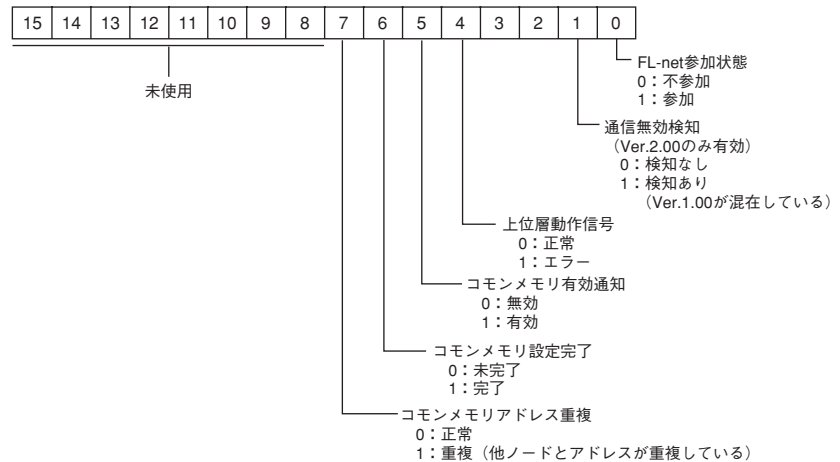 15 14 13 12 11 10 9 8 7 6 5 4 3 2 1 0
未使用
FL-net参加状態
0：不参加
1：参加
通信無効検知
（Ver.2.00のみ有効）
0：検知なし
1：検知あり
（Ver.1.00が混在している）
上位層動作信号
0：正常
1：エラー
コモンメモリ有効通知
0：無効
1：有効
コモンメモリ設定完了
0：未完了
1：完了
コモンメモリアドレス重複
0：正常
1：重複（他ノードとアドレスが重複している）